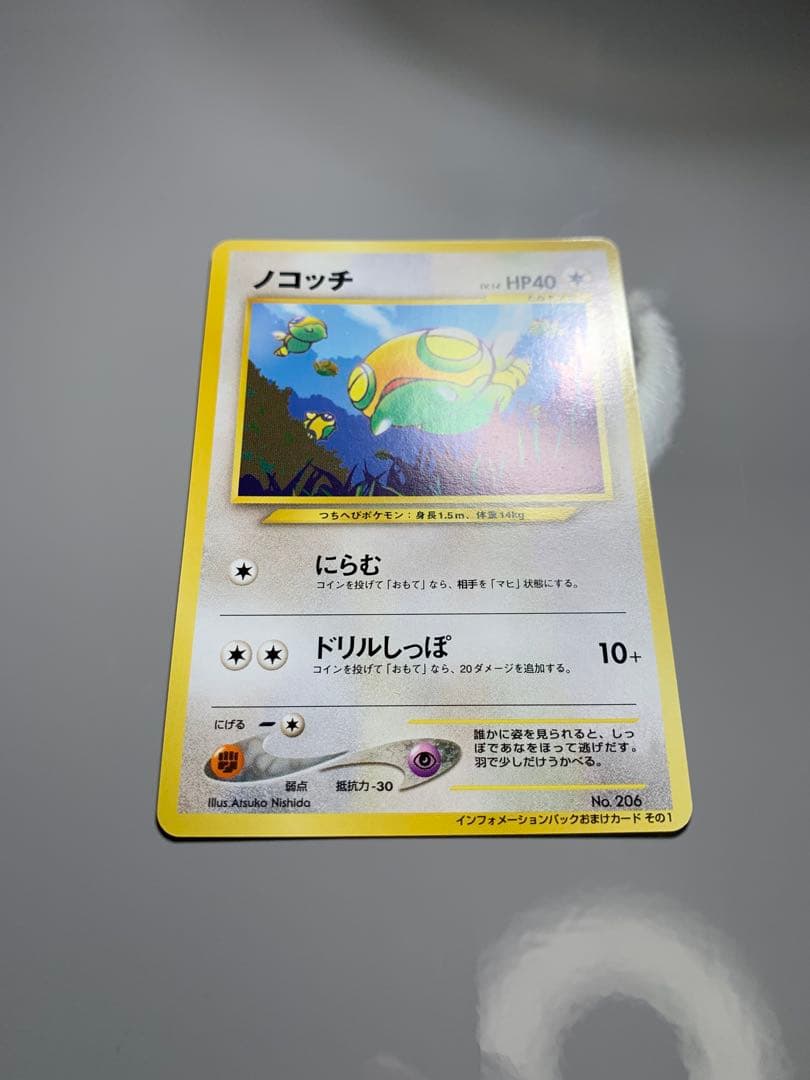 ノコッチ
LV.14 HP40
つちへびポケモン:身長1.5m、体重14kg
にらむ
コインを投げて「おもて」なら、相手を「マヒ」状態にする。
ドリルしっぽ 10+
コインを投げて「おもて」なら、20ダメージを追加する。
にげる
弱点 抵抗力-30
Illus.Atsuko Nishida
誰かに姿を見られると、しっ
ぽであなをほって逃げだす。
羽で少しだけうかべる。
No. 206
インフォメーションパックおまけカード その1